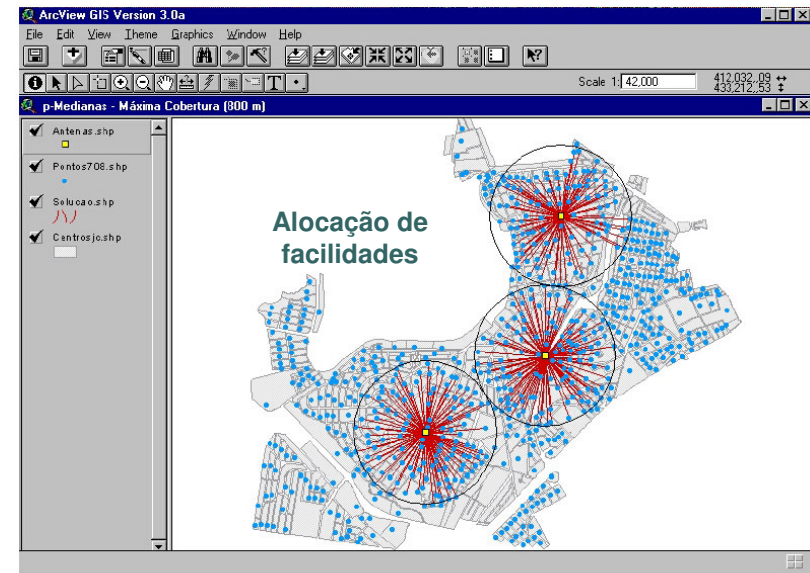 ArcView GIS Version 3.0a
File Edit View Theme Graphics Window Help
Scale 1: 42,000
412,032,.09
433,212,.53
p-Medianas - Máxima Cobertura (800 m)
Antenas.shp
Pontos708.shp
Solucao.shp
Centrosjc.shp
Alocação de
facilidades